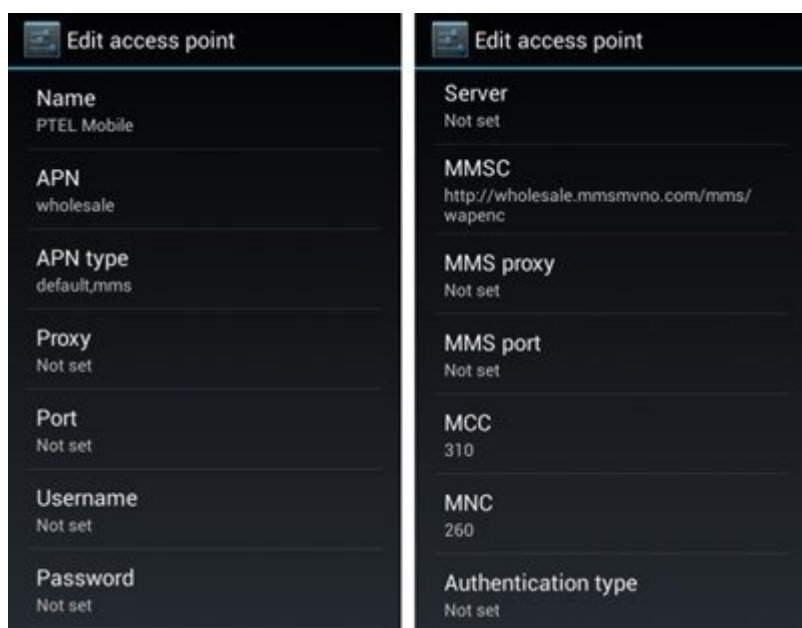 Edit access point
Name
PTEL Mobile
APN
wholesale
APN type
default,mms
Proxy
Not set
Port
Not set
Username
Not set
Password
Not set
Edit access point
Server
Not set
MMSC
http://wholesale.mmsmvno.com/mms/
wapenc
MMS proxy
Not set
MMS port
Not set
MCC
310
MNC
260
Authentication type
Not set